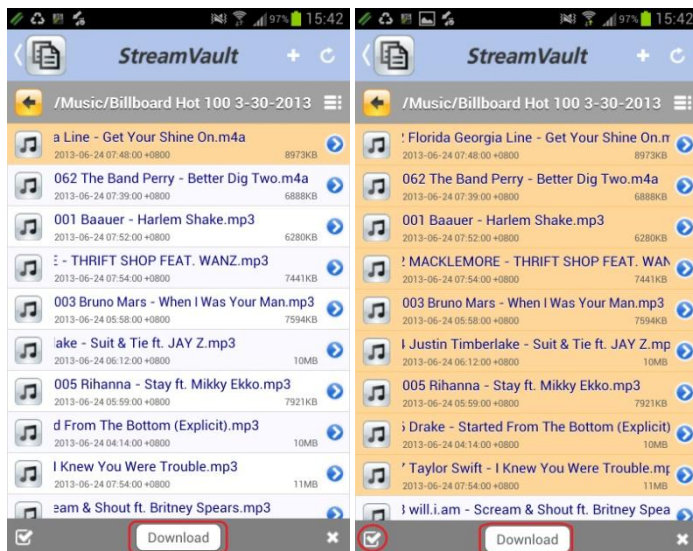 97% 15:42
StreamVault
/Music/Billboard Hot 100 3-30-2013
a Line - Get Your Shine On.m4a
2013-06-24 07:48:00 +0800 8973KB
062 The Band Perry - Better Dig Two.m4a
2013-06-24 07:39:00 +0800 6888KB
001 Baauer - Harlem Shake.mp3
2013-06-24 07:52:00 +0800 6280KB
E - THRIFT SHOP FEAT. WANZ.mp3
2013-06-24 07:54:00 +0800 7441KB
003 Bruno Mars - When I Was Your Man.mp3
2013-06-24 05:58:00 +0800 7594KB
ake - Suit & Tie ft. JAY Z.mp3
2013-06-24 06:12:00 +0800 10MB
005 Rihanna - Stay ft. Mikky Ekko.mp3
2013-06-24 05:59:00 +0800 7921KB
d From The Bottom (Explicit).mp3
2013-06-24 04:14:00 +0800 10MB
I Knew You Were Trouble.mp3
2013-06-24 07:54:00 +0800 11MB
eam & Shout ft. Britney Spears.mp3
Download
97% 15:42
StreamVault
/Music/Billboard Hot 100 3-30-2013
2 Florida Georgia Line - Get Your Shine On.m
2013-06-24 07:48:00 +0800 8973KB
062 The Band Perry - Better Dig Two.m4a
2013-06-24 07:39:00 +0800 6888KB
001 Baauer - Harlem Shake.mp3
2013-06-24 07:52:00 +0800 6280KB
2 MACKLEMORE - THRIFT SHOP FEAT. WAN
2013-06-24 07:54:00 +0800 7441KB
003 Bruno Mars - When I Was Your Man.mp3
2013-06-24 05:58:00 +0800 7594KB
4 Justin Timberlake - Suit & Tie ft. JAY Z.mp
2013-06-24 06:12:00 +0800 10MB
005 Rihanna - Stay ft. Mikky Ekko.mp3
2013-06-24 05:59:00 +0800 7921KB
Drake - Started From The Bottom (Explicit)
2013-06-24 04:14:00 +0800 10MB
Taylor Swift - I Knew You Were Trouble.mp
2013-06-24 07:54:00 +0800 11MB
will.i.am - Scream & Shout ft. Britney Spea
Download